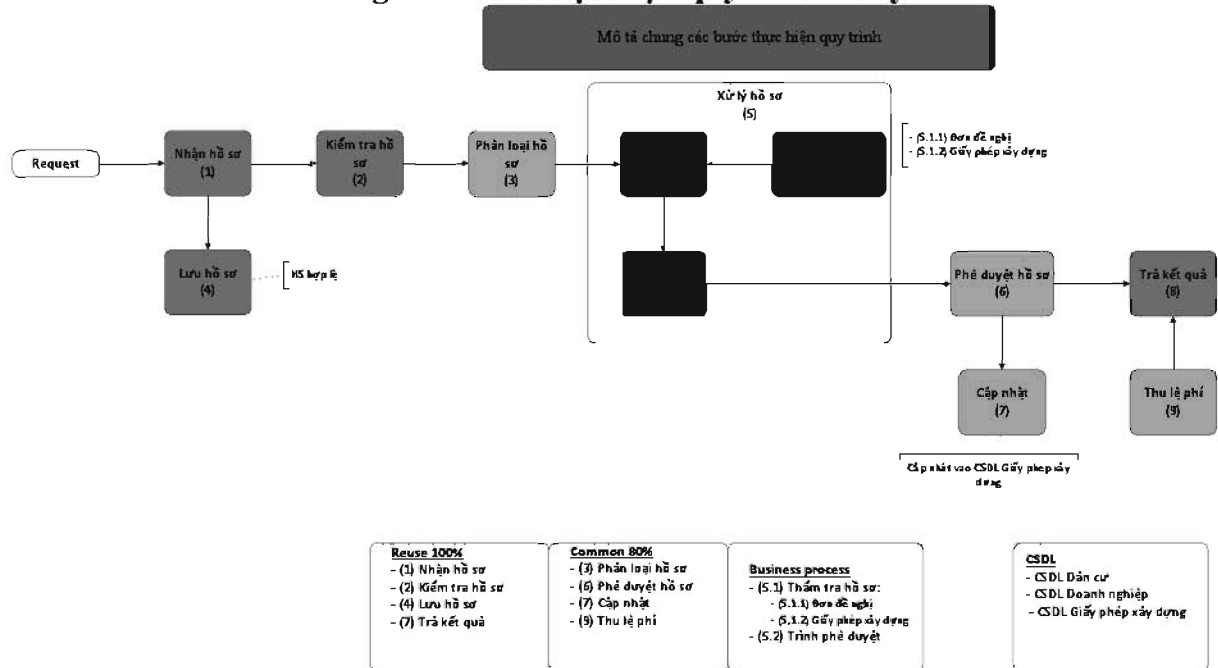 Mô tả chung các bước thực hiện quy trình
Xử lý hồ sơ
(5)
Request
Nhận hồ sơ
(1)
Kiểm tra hồ
sơ
(2)
Phân loại hồ
sơ
(3)
- (5.1.1) Đơn đề nghị
- (5.1.2) Giấy phép xây dựng
Lưu hồ sơ
(4)
HS hợp lệ
Phê duyệt hồ sơ
(6)
Trả kết quả
(8)
Cập nhật
(7)
Thu lệ phí
(9)
Cập nhật vao CSDL Giấy phep xây
dựng
Reuse 100%
- (1) Nhận hồ sơ
- (2) Kiểm tra hồ sơ
- (4) Lưu hồ sơ
- (7) Trả kết quả
Common 80%
- (3) Phân loại hồ sơ
- (6) Phê duyệt hồ sơ
- (7) Cập nhật
- (9) Thu lệ phí
Business process
- (5.1) Thẩm tra hồ sơ:
- (5.1.1) Đơn đề nghị
- (5.1.2) Giấy phép xây dựng
- (5.2) Trình phê duyệt
CSDL
- CSDL Dân cư
- CSDL Doanh nghiệp
- CSDL Giấy phép xây dựng